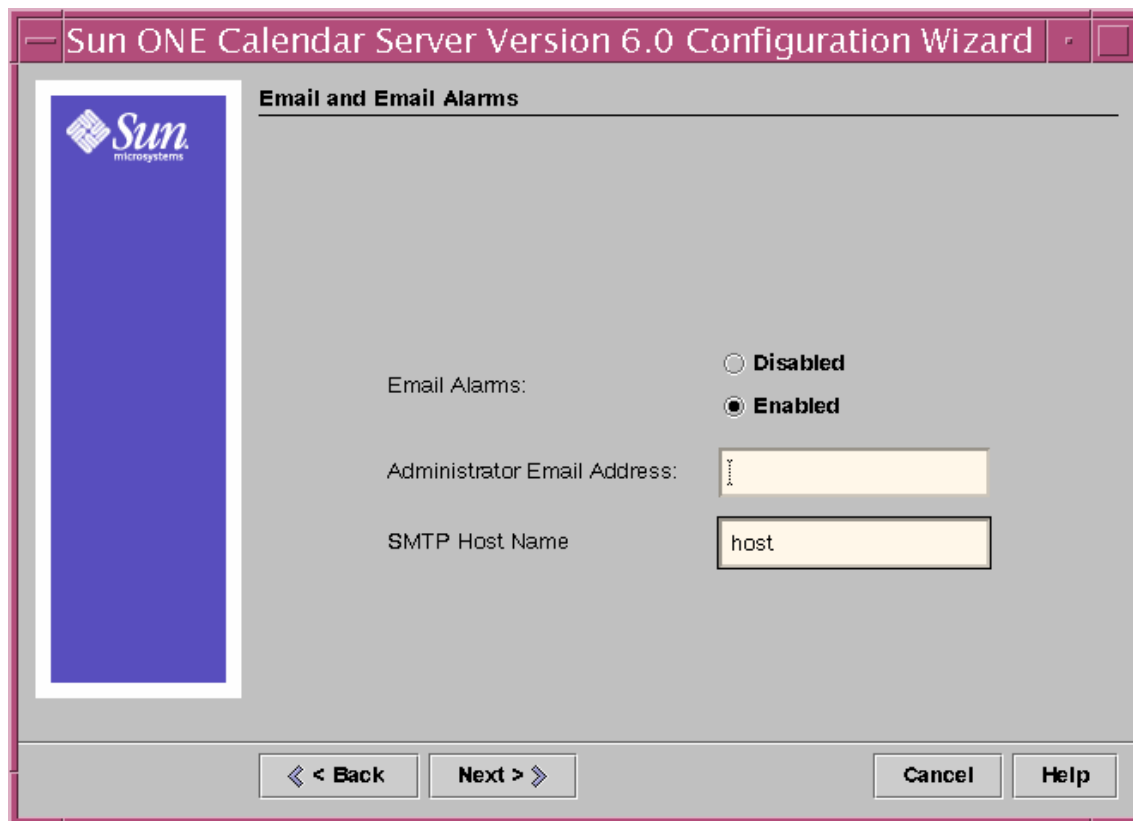 Sun ONE Calendar Server Version 6.0 Configuration Wizard
Sun
microsystems
Email and Email Alarms
Email Alarms:
Disabled
Enabled
Administrator Email Address:
SMTP Host Name
host
< Back
Next >
Cancel
Help